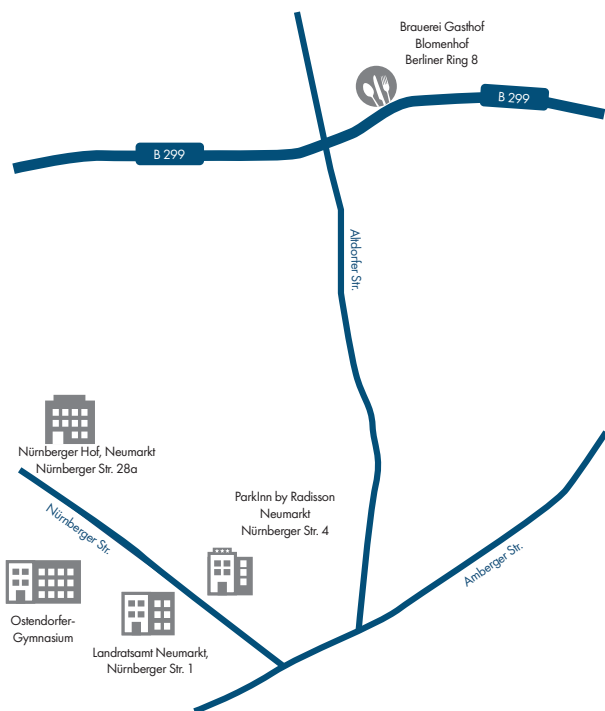 Brauerei Gasthof
Blomenhof
Berliner Ring 8
B 299
B 299
Altdorfer Str.
Nürnberger Hof, Neumarkt
Nürnberger Str. 28a
Nürnberger Str.
ParkInn by Radisson
Neumarkt
Nürnberger Str. 4
Amberger Str.
Ostendorfer-
Gymnasium
Landratsamt Neumarkt,
Nürnberger Str. 1